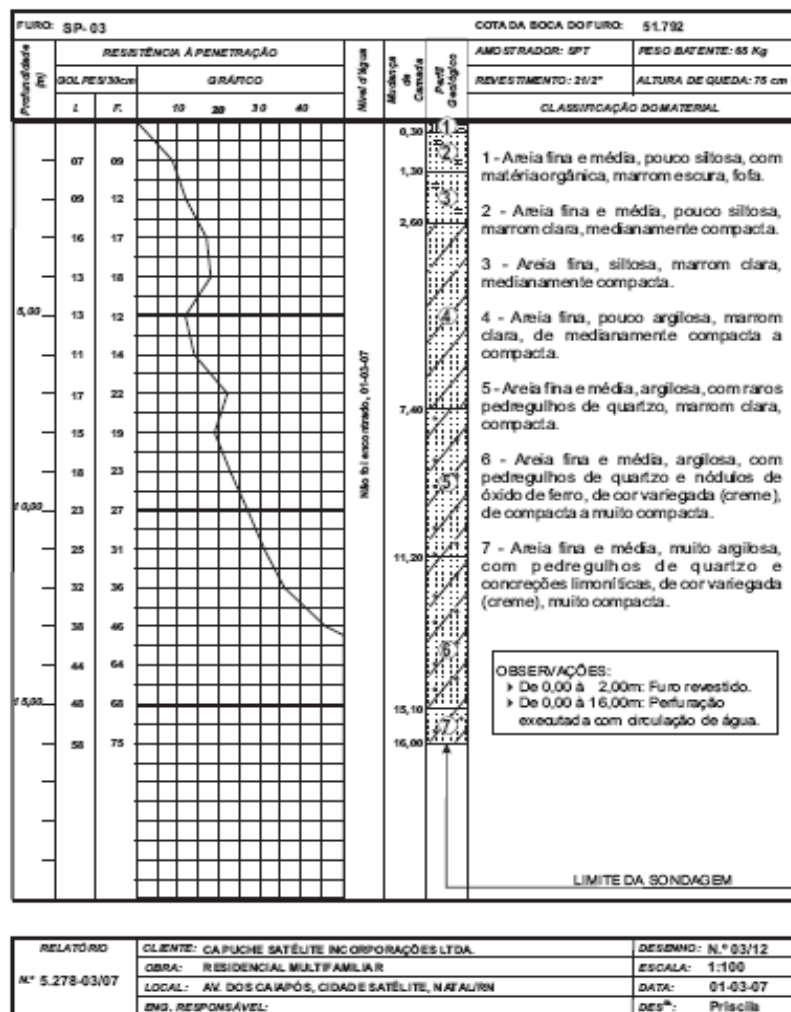 FURO: SP-03 COTA DA BOCA DO FURO: 51.792
Profundidade (m)
RESISTÊNCIA À PENETRAÇÃO
GOLPES/30cm GRÁFICO
I. F. 10 20 30 40
Nível d'Água
Mudança de Camada
Perfil Geológico
AMOSTRADOR: SPT PESO BATENTE: 65 Kg
REVESTIMENTO: 21/2" ALTURA DE QUEDA: 75 cm
CLASSIFICAÇÃO DO MATERIAL
07 09
09 12
16 17
13 18
5,00 13 12
11 14
17 22
15 19
18 23
10,00 23 27
25 31
32 36
38 46
44 64
15,00 48 68
58 75
Não foi encontrado, 01-03-07
0,30
1,30
2,60
7,40
11,20
15,10
16,00
1
2
3
4
5
6
7
1 - Areia fina e média, pouco siltosa, com
matéria orgânica, marrom escura, fofa.
2 - Areia fina e média, pouco siltosa,
marrom clara, medianamente compacta.
3 - Areia fina, siltosa, marrom clara,
medianamente compacta.
4 - Areia fina, pouco argilosa, marrom
clara, de medianamente compacta a
compacta.
5 - Areia fina e média, argilosa, com raros
pedregulhos de quartzo, marrom clara,
compacta.
6 - Areia fina e média, argilosa, com
pedregulhos de quartzo e nódulos de
óxido de ferro, de cor variegada (creme),
de compacta a muito compacta.
7 - Areia fina e média, muito argilosa,
com pedregulhos de quartzo e
concreções limoníticas, de cor variegada
(creme), muito compacta.
OBSERVAÇÕES:
De 0,00 à 2,00m: Furo revestido.
De 0,00 à 16,00m: Perfuração
executada com circulação de água.
LIMITE DA SONDAGEM
RELATÓRIO
N.º 5.278-03/07
CLIENTE: CAPUCHE SATÉLITE INCORPORAÇÕES LTDA. DESENHO: N.º 03/12
OBRA: RESIDENCIAL MULTIFAMILIAR ESCALA: 1:100
LOCAL: AV. DOS CAIAPÓS, CIDADE SATÉLITE, NATAL/RN DATA: 01-03-07
ENG. RESPONSÁVEL: DESª: Priscila